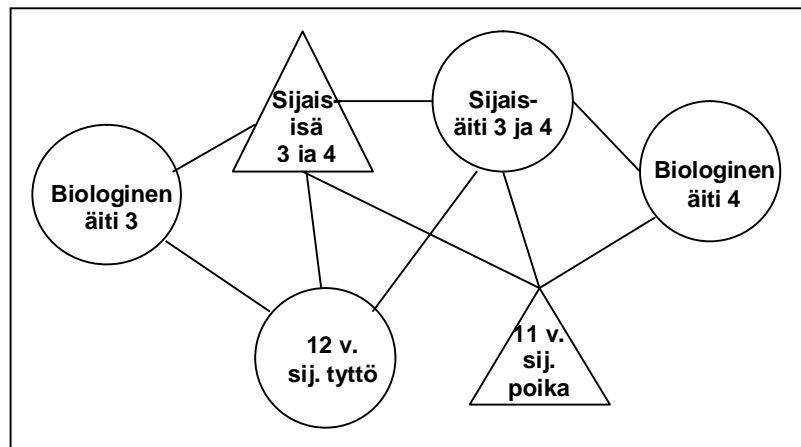 Sijais-
isä
3 ja 4
Sijais-
äiti 3 ja 4
Biologinen
äiti 3
Biologinen
äiti 4
12 v.
sij. tyttö
11 v.
sij.
poika